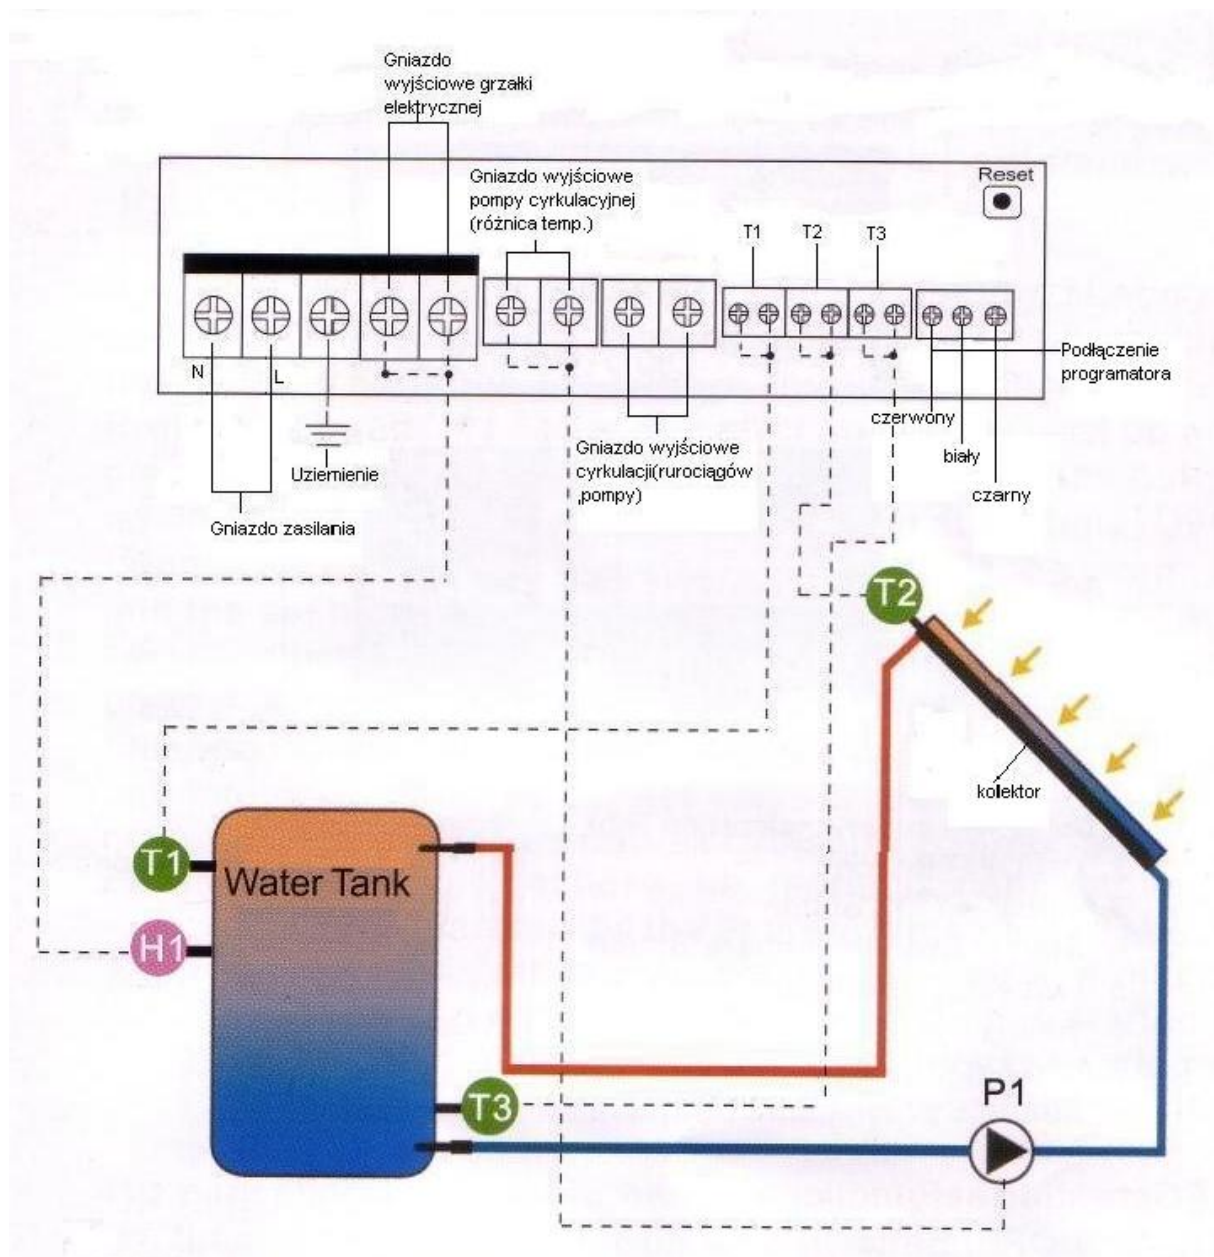 Gniazdo
wyjściowe grzałki
elektrycznej
Reset
Gniazdo wyjściowe
pompy cyrkulacyjnej
(różnica temp.)
T1
T2
T3
N
L
Podłączenie
programatora
czerwony
biały
czarny
Uziemienie
Gniazdo wyjściowe
cyrkulacji(rurociągów
,pompy)
Gniazdo zasilania
T2
kolektor
T1
Water Tank
H1
T3
P1